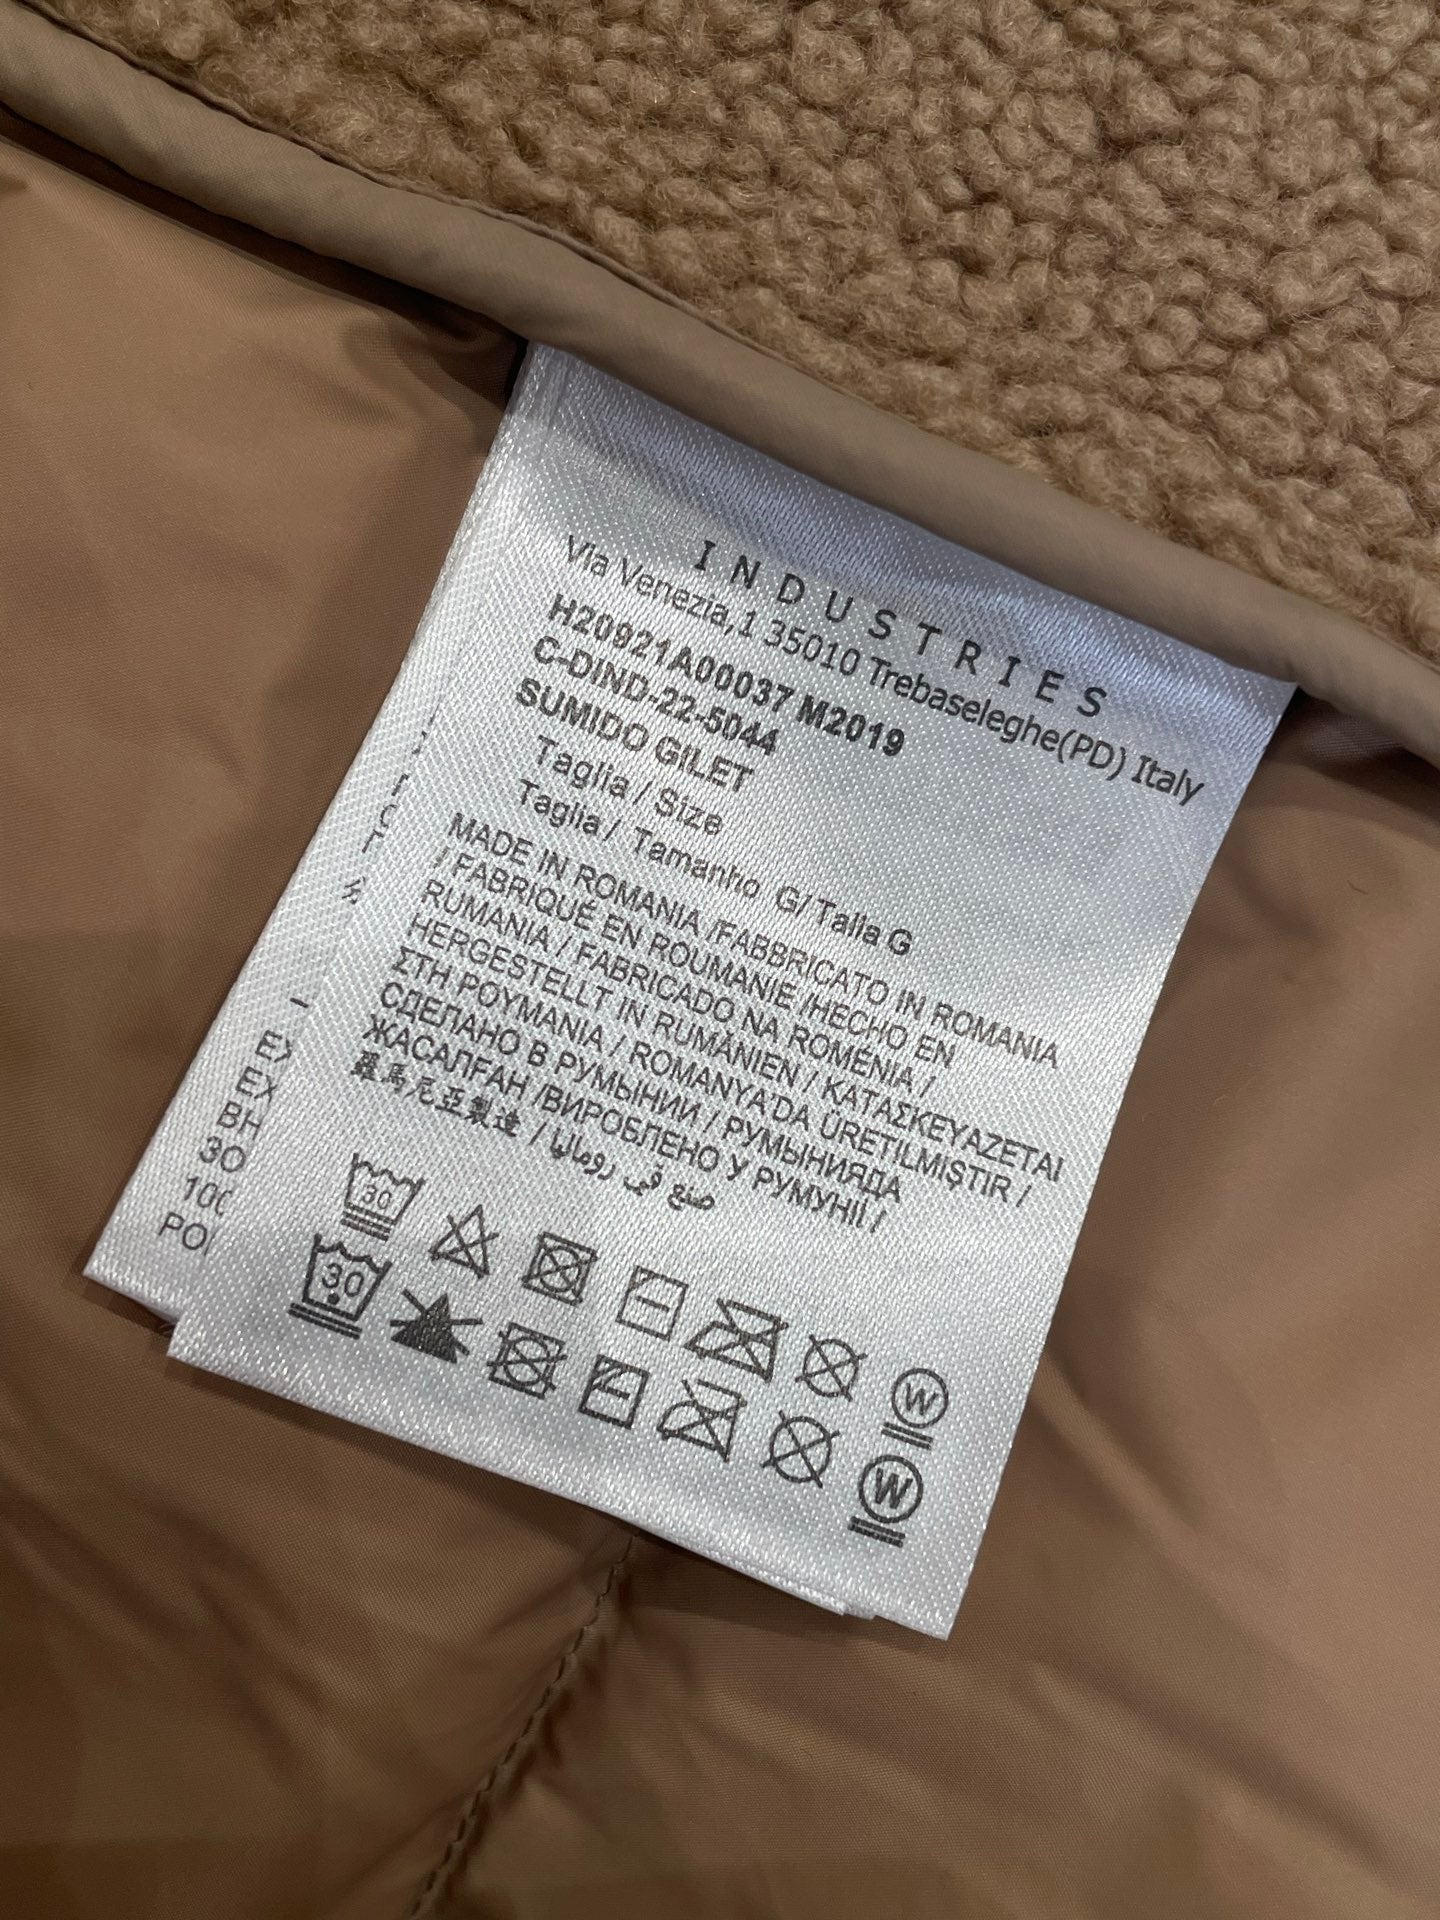 INDUSTRIES
Via Venezia,1 35010 Trebaseleghe(PD) Italy
H20921A00037 M2019
C-DIND-22-5044
SUMIDO GILET
Taglia / Size
Taglia / Tamanho G/ Talla G
MADE IN ROMANIA /FABBRICATO IN ROMANIA
/ FABRIQUÉ EN ROUMANIE /HECHO EN
RUMANIA / FABRICADO NA ROMÉNIA /
HERGESTELLT IN RUMÄNIEN / ΚΑΤΑΣΚΕΥΑΖΕΤΑΙ
ΣΤΗ ΡΟΥΜΑΝΙΑ / ROMANYA'DA ÜRETILMIŞTIR /
СДЕЛАНО В РУМЫНИИ / РУМЫНИЯДА
ЖАСАЛҒАН /ВИРОБЛЕНО У РУМУНІЇ /
羅馬尼亞製造 / صنع في رومانيا
30
W
30
W
BH
30
POI